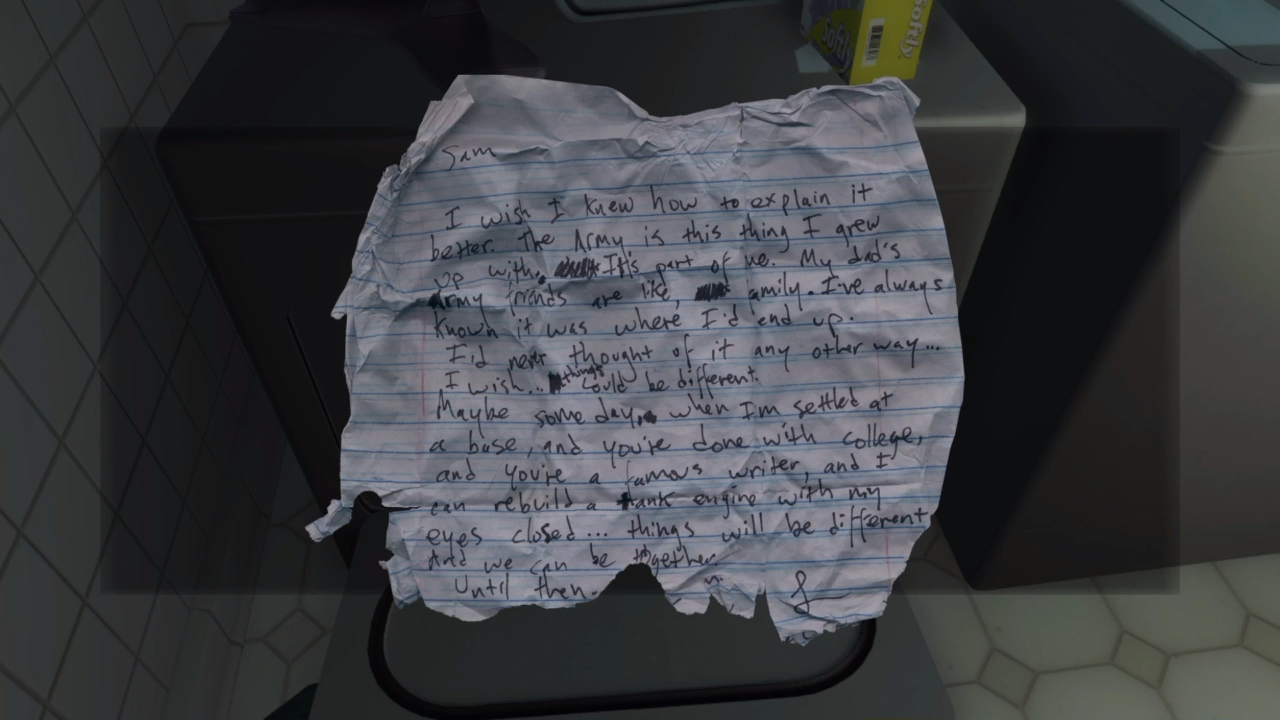 Softly
Sam
I wish I knew how to explain it
better. The Army is this thing I grew
up with. It's part of me. My dad's
Army friends are like, amily. I've always
known it was where I'd end up.
I'd never thought of it any other way...
I wish... things could be different.
Maybe some day, when I'm settled at
a base, and you're done with college,
and you're a famous writer, and I
can rebuild a tank engine with my
eyes closed... things will be different
And we can be together.
Until then.